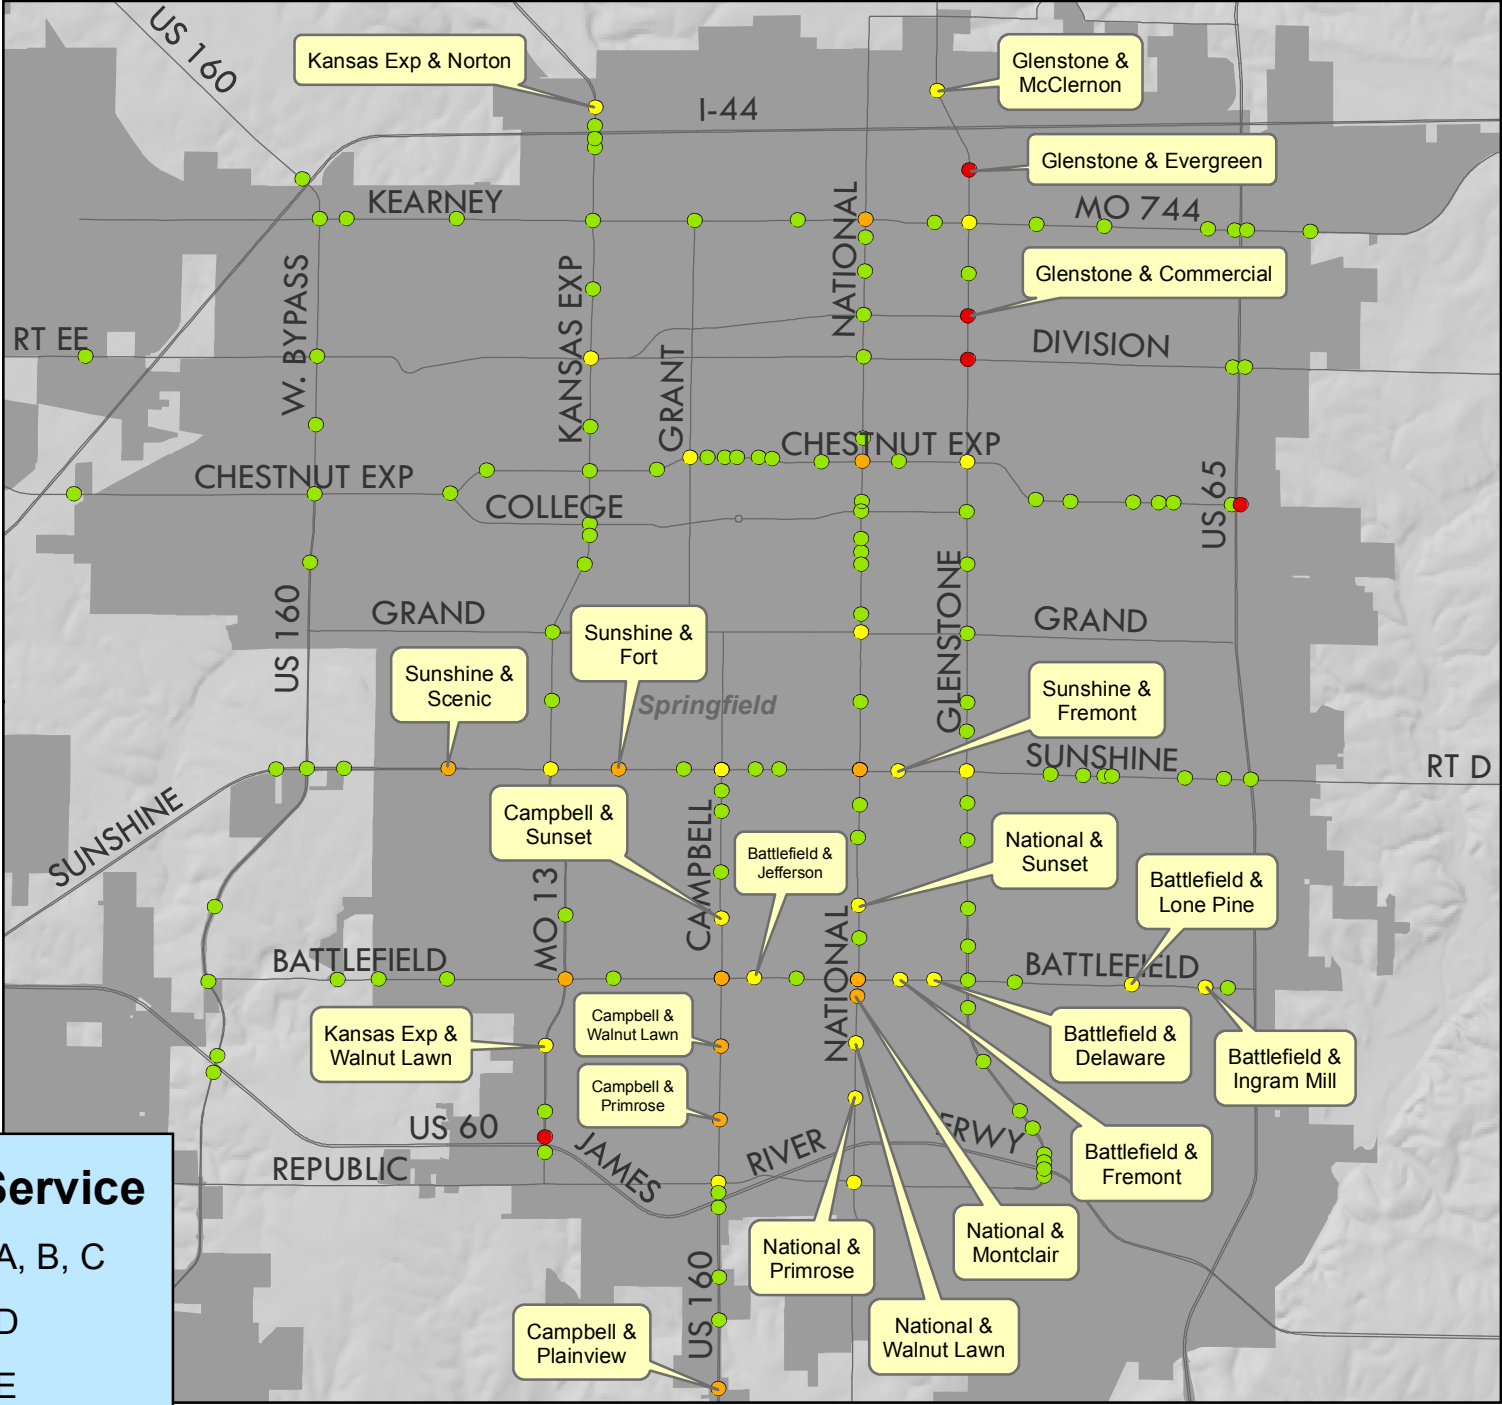 US 160
Kansas Exp & Norton
Glenstone &
McClernon
I-44
Glenstone & Evergreen
KEARNEY
NATIONAL
MO 744
Glenstone & Commercial
W. BYPASS
KANSAS EXP
RT EE
GRANT
DIVISION
CHESTNUT EXP
CHESTNUT EXP
COLLEGE
US 65
GLENSTONE
US 160
GRAND
GRAND
Sunshine &
Fort
Sunshine &
Scenic
Springfield
Sunshine &
Fremont
SUNSHINE
RT D
SUNSHINE
Campbell &
Sunset
CAMPBELL
Battlefield &
Jefferson
National &
Sunset
Battlefield &
Lone Pine
MO 13
NATIONAL
BATTLEFIELD
BATTLEFIELD
Kansas Exp &
Walnut Lawn
Campbell &
Walnut Lawn
Campbell &
Primrose
Battlefield &
Delaware
Battlefield &
Ingram Mill
US 60
JAMES
RIVER
FRWY
REPUBLIC
Battlefield &
Fremont
National &
Primrose
National &
Montclair
US 160
Campbell &
Plainview
National &
Walnut Lawn
Service
A, B, C
D
E